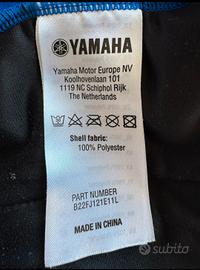 YAMAHA
Yamaha Motor Europe NV
Koolhovenlaan 101
1119 NC Schiphol Rijk
The Netherlands
Shell fabric:
100% Polyester
PART NUMBER
B22FJ121E11L
MADE IN CHINA
subito